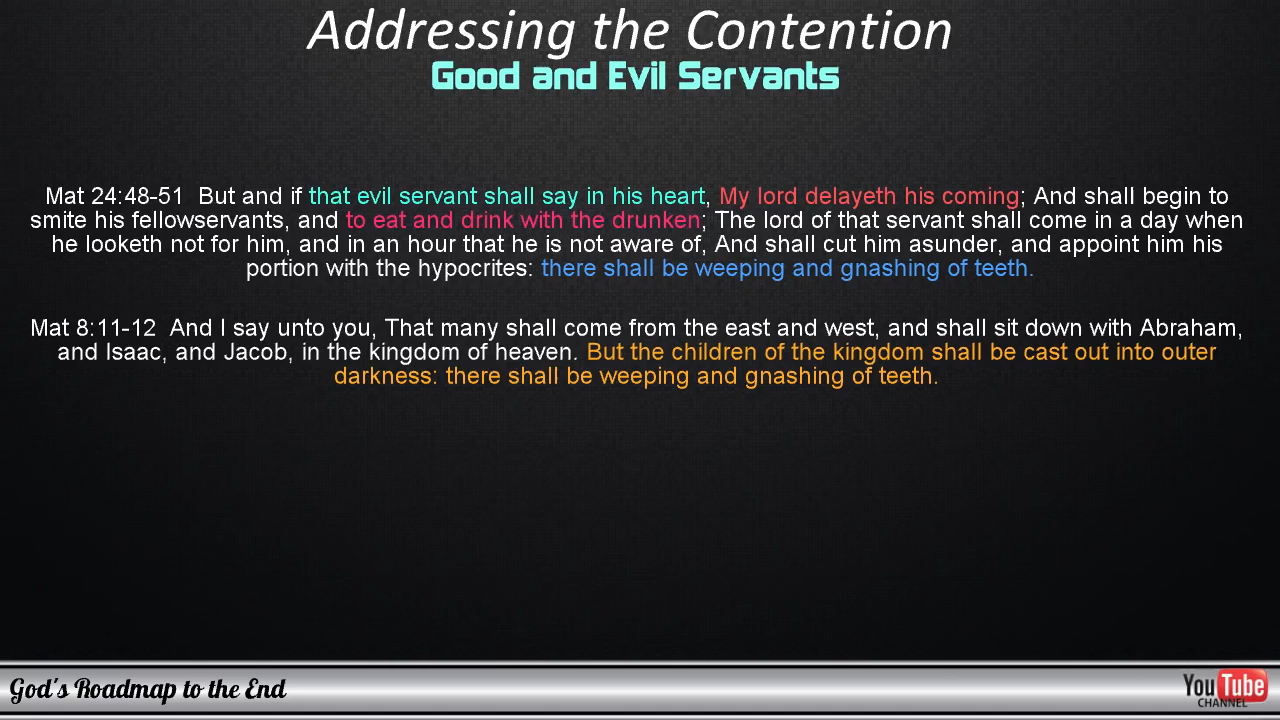 Addressing the Contention
Good and Evil Servants
Mat 24:48-51  But and if that evil servant shall say in his heart, My lord delayeth his coming; And shall begin to
smite his fellowservants, and to eat and drink with the drunken; The lord of that servant shall come in a day when
he looketh not for him, and in an hour that he is not aware of, And shall cut him asunder, and appoint him his
portion with the hypocrites: there shall be weeping and gnashing of teeth.
Mat 8:11-12  And I say unto you, That many shall come from the east and west, and shall sit down with Abraham,
and Isaac, and Jacob, in the kingdom of heaven. But the children of the kingdom shall be cast out into outer
darkness: there shall be weeping and gnashing of teeth.
God's Roadmap to the End
YouTube
CHANNEL